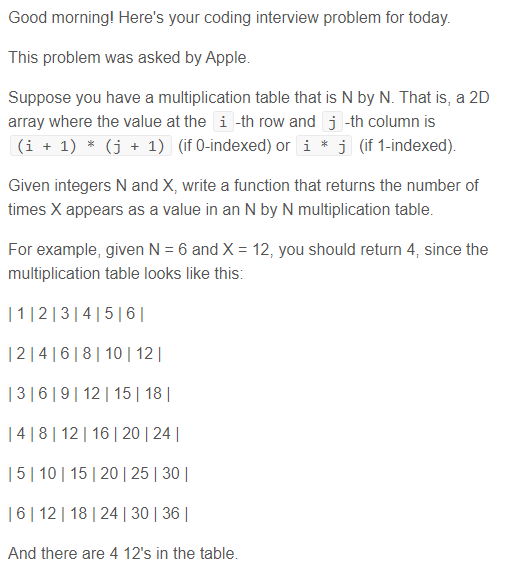 Good morning! Here's your coding interview problem for today.
This problem was asked by Apple.
Suppose you have a multiplication table that is N by N. That is, a 2D
array where the value at the i -th row and j -th column is
(i + 1) * (j + 1) (if 0-indexed) or i * j (if 1-indexed).
Given integers N and X, write a function that returns the number of
times X appears as a value in an N by N multiplication table.
For example, given N = 6 and X = 12, you should return 4, since the
multiplication table looks like this:
| 1 | 2 | 3 | 4 | 5 | 6 |
| 2 | 4 | 6 | 8 | 10 | 12 |
| 3 | 6 | 9 | 12 | 15 | 18 |
| 4 | 8 | 12 | 16 | 20 | 24 |
| 5 | 10 | 15 | 20 | 25 | 30 |
| 6 | 12 | 18 | 24 | 30 | 36 |
And there are 4 12's in the table.